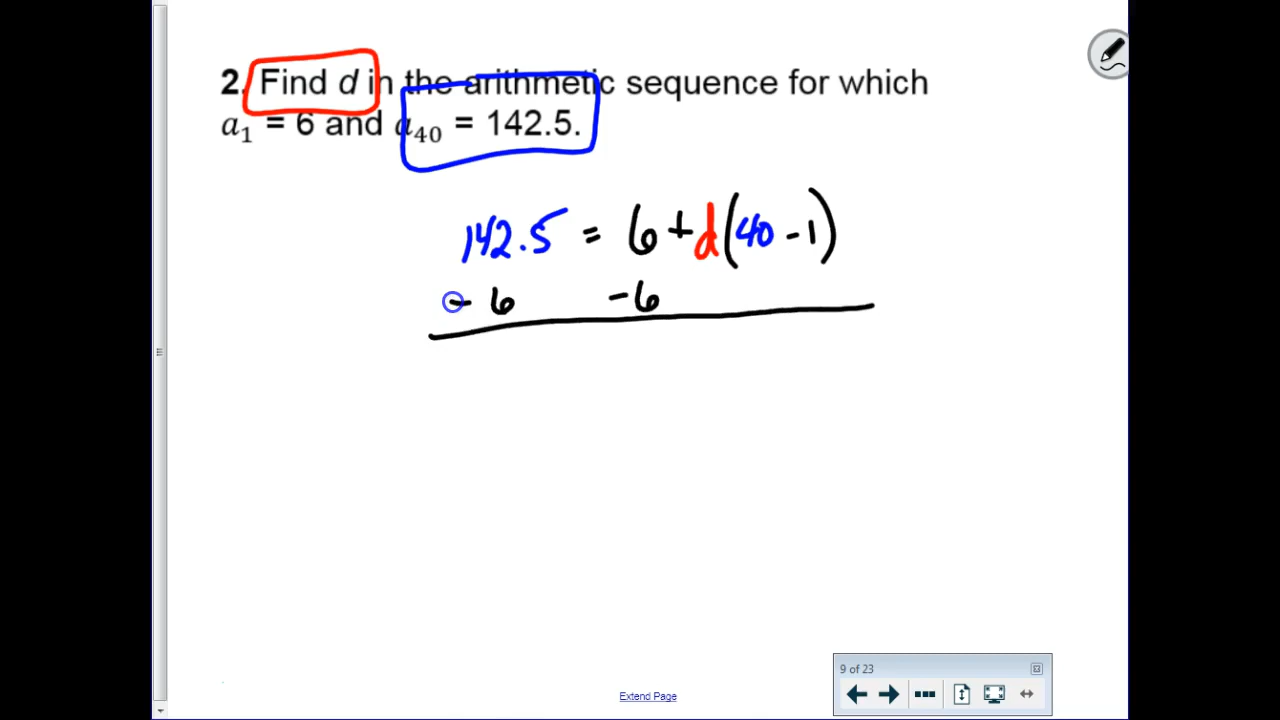 2. Find d in the arithmetic sequence for which
a₁ = 6 and a₄₀ = 142.5.
142.5 = 6 + d(40 - 1)
- 6 - 6
9 of 23
Extend Page